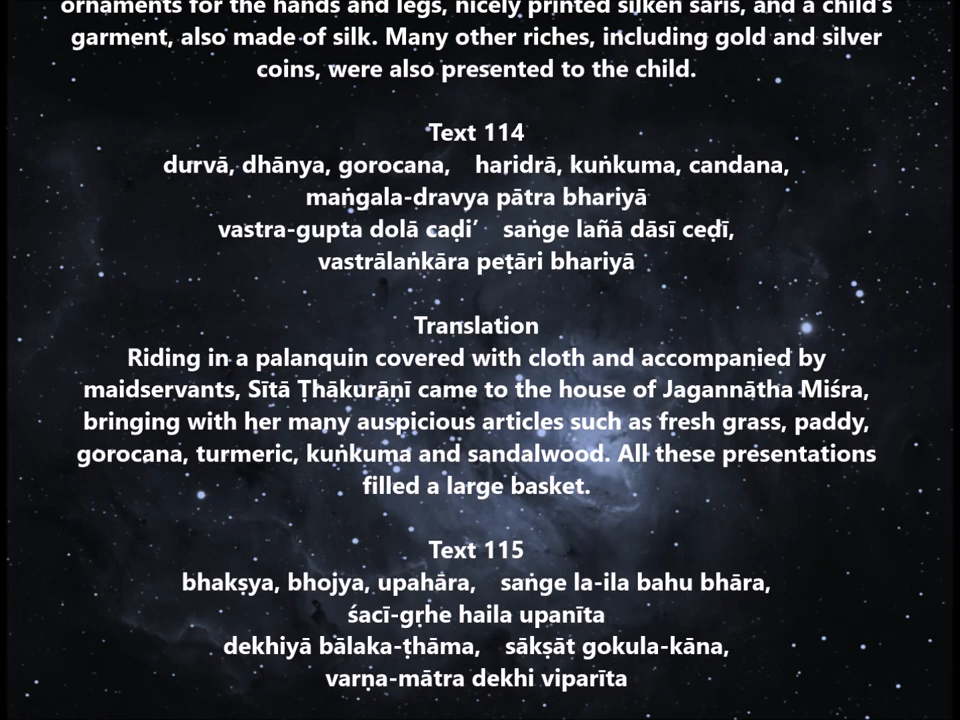 ornaments for the hands and legs, nicely printed silken saris, and a child's
garment, also made of silk. Many other riches, including gold and silver
coins, were also presented to the child.
Text 114
durvā, dhānya, gorocana, haridrā, kuṅkuma, candana,
maṅgala-dravya pātra bhariyā
vastra-gupta dolā caḍi’ saṅge lañā dāsī ceḍī,
vastrālaṅkāra peṭāri bhariyā
Translation
Riding in a palanquin covered with cloth and accompanied by
maidservants, Sītā Ṭhākurāṇī came to the house of Jagannātha Miśra,
bringing with her many auspicious articles such as fresh grass, paddy,
gorocana, turmeric, kuṅkuma and sandalwood. All these presentations
filled a large basket.
Text 115
bhakṣya, bhojya, upahāra, saṅge la-ila bahu bhāra,
śacī-gṛhe haila upanīta
dekhiyā bālaka-ṭhāma, sākṣāt gokula-kāna,
varṇa-mātra dekhi viparīta